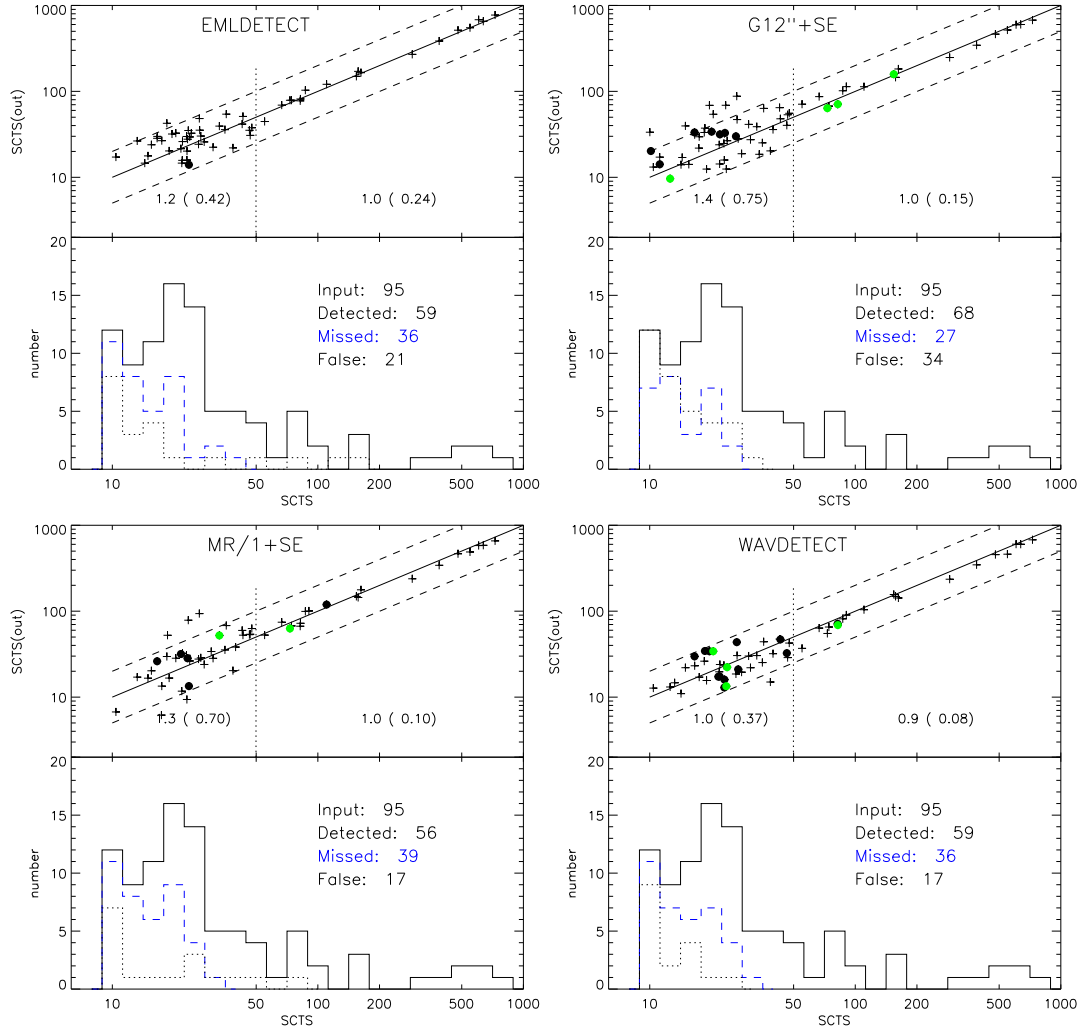 EMLDETECT
1000
100
10
SCTS(out)
1.2 ( 0.42)
1.0 ( 0.24)
20
15
10
5
0
number
Input: 95
Detected: 59
Missed: 36
False: 21
10 50 100 200 500 1000
SCTS
G12"+SE
1000
100
10
SCTS(out)
1.4 ( 0.75)
1.0 ( 0.15)
20
15
10
5
0
number
Input: 95
Detected: 68
Missed: 27
False: 34
10 50 100 200 500 1000
SCTS
MR/1+SE
1000
100
10
SCTS(out)
1.3 ( 0.70)
1.0 ( 0.10)
20
15
10
5
0
number
Input: 95
Detected: 56
Missed: 39
False: 17
10 50 100 200 500 1000
SCTS
WAVDETECT
1000
100
10
SCTS(out)
1.0 ( 0.37)
0.9 ( 0.08)
20
15
10
5
0
number
Input: 95
Detected: 59
Missed: 36
False: 17
10 50 100 200 500 1000
SCTS